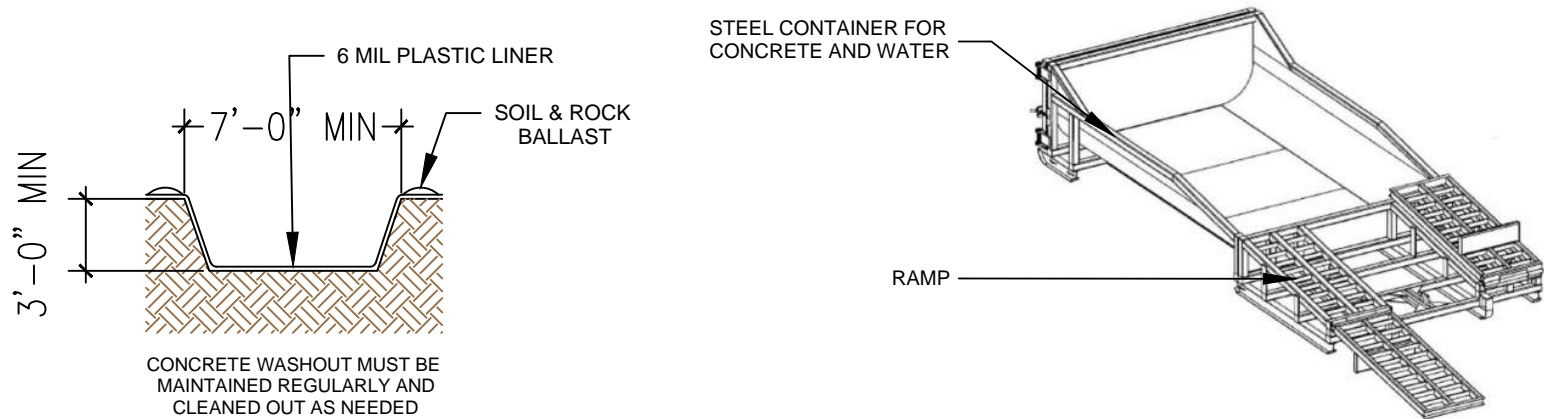 6 MIL PLASTIC LINER
7'-0" MIN
SOIL & ROCK
BALLAST
3'-0" MIN
CONCRETE WASHOUT MUST BE
MAINTAINED REGULARLY AND
CLEANED OUT AS NEEDED
STEEL CONTAINER FOR
CONCRETE AND WATER
RAMP